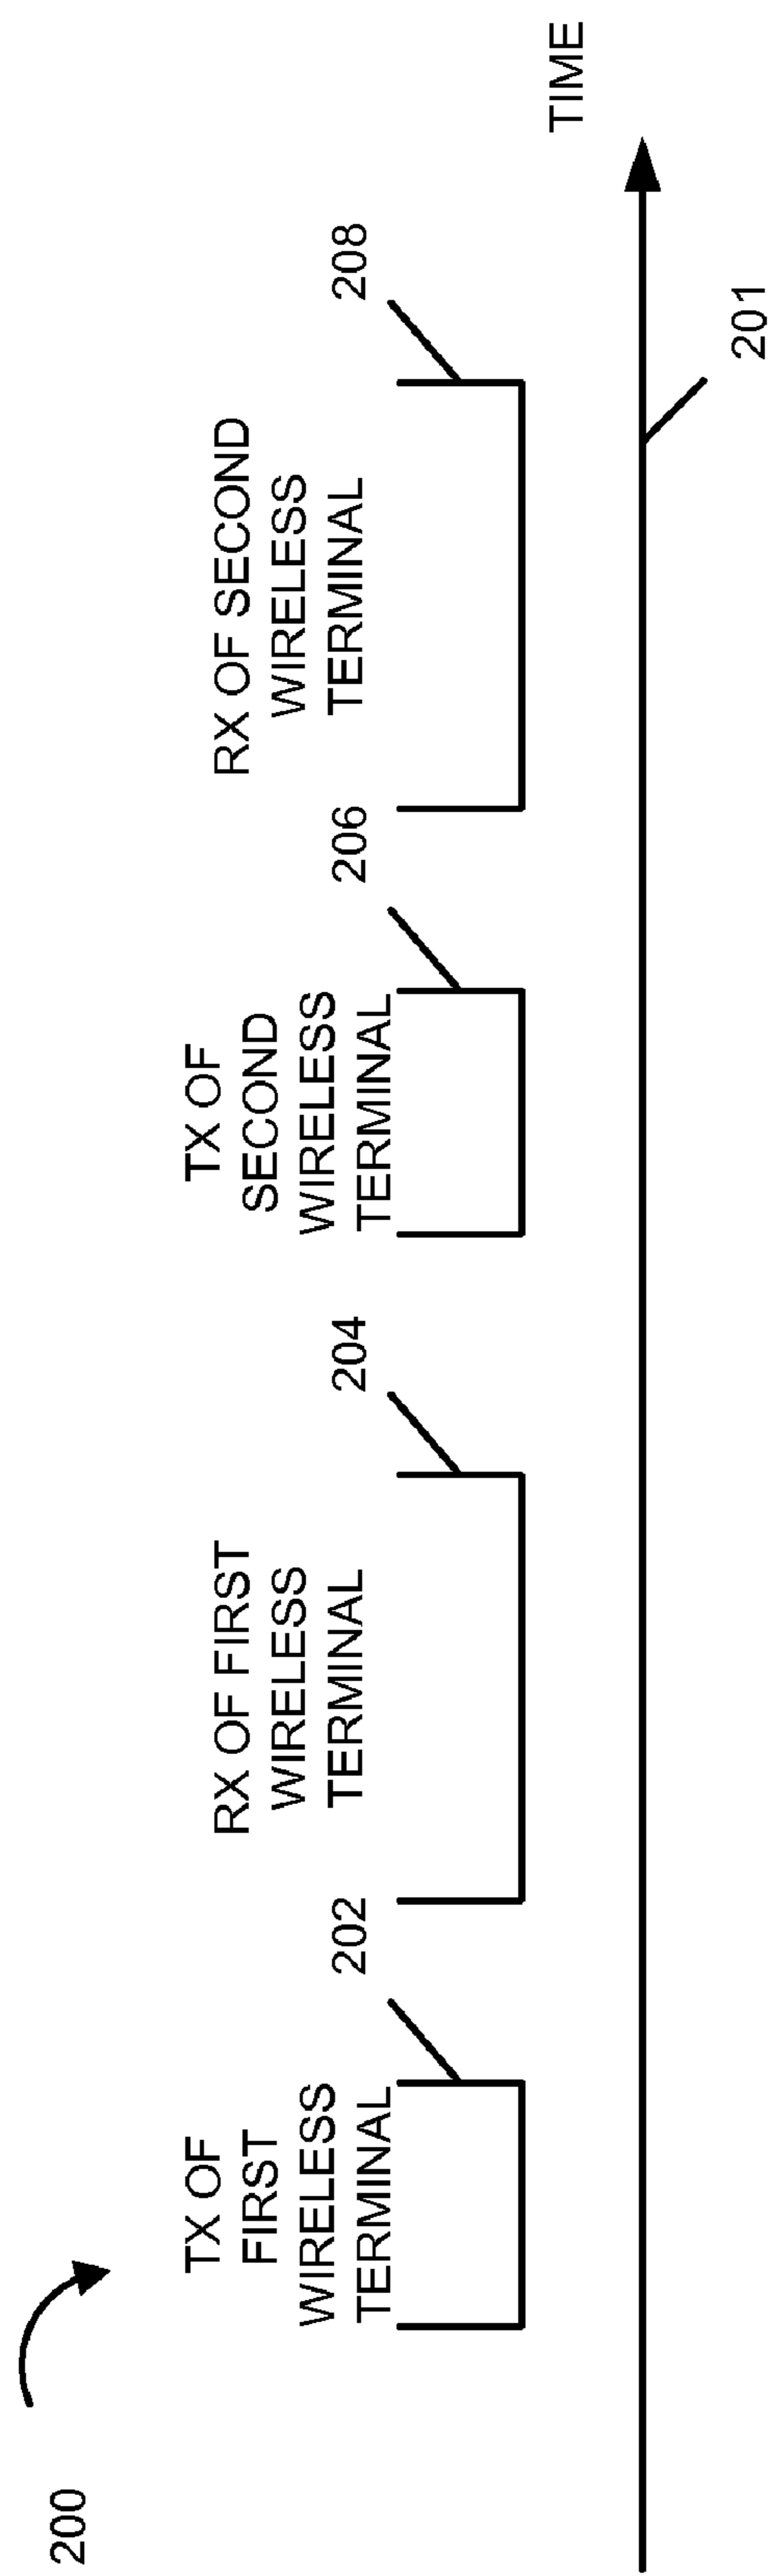 200
TX OF
FIRST
WIRELESS
TERMINAL
202
RX OF FIRST
WIRELESS
TERMINAL
204
TX OF
SECOND
WIRELESS
TERMINAL
206
RX OF SECOND
WIRELESS
TERMINAL
208
TIME
201